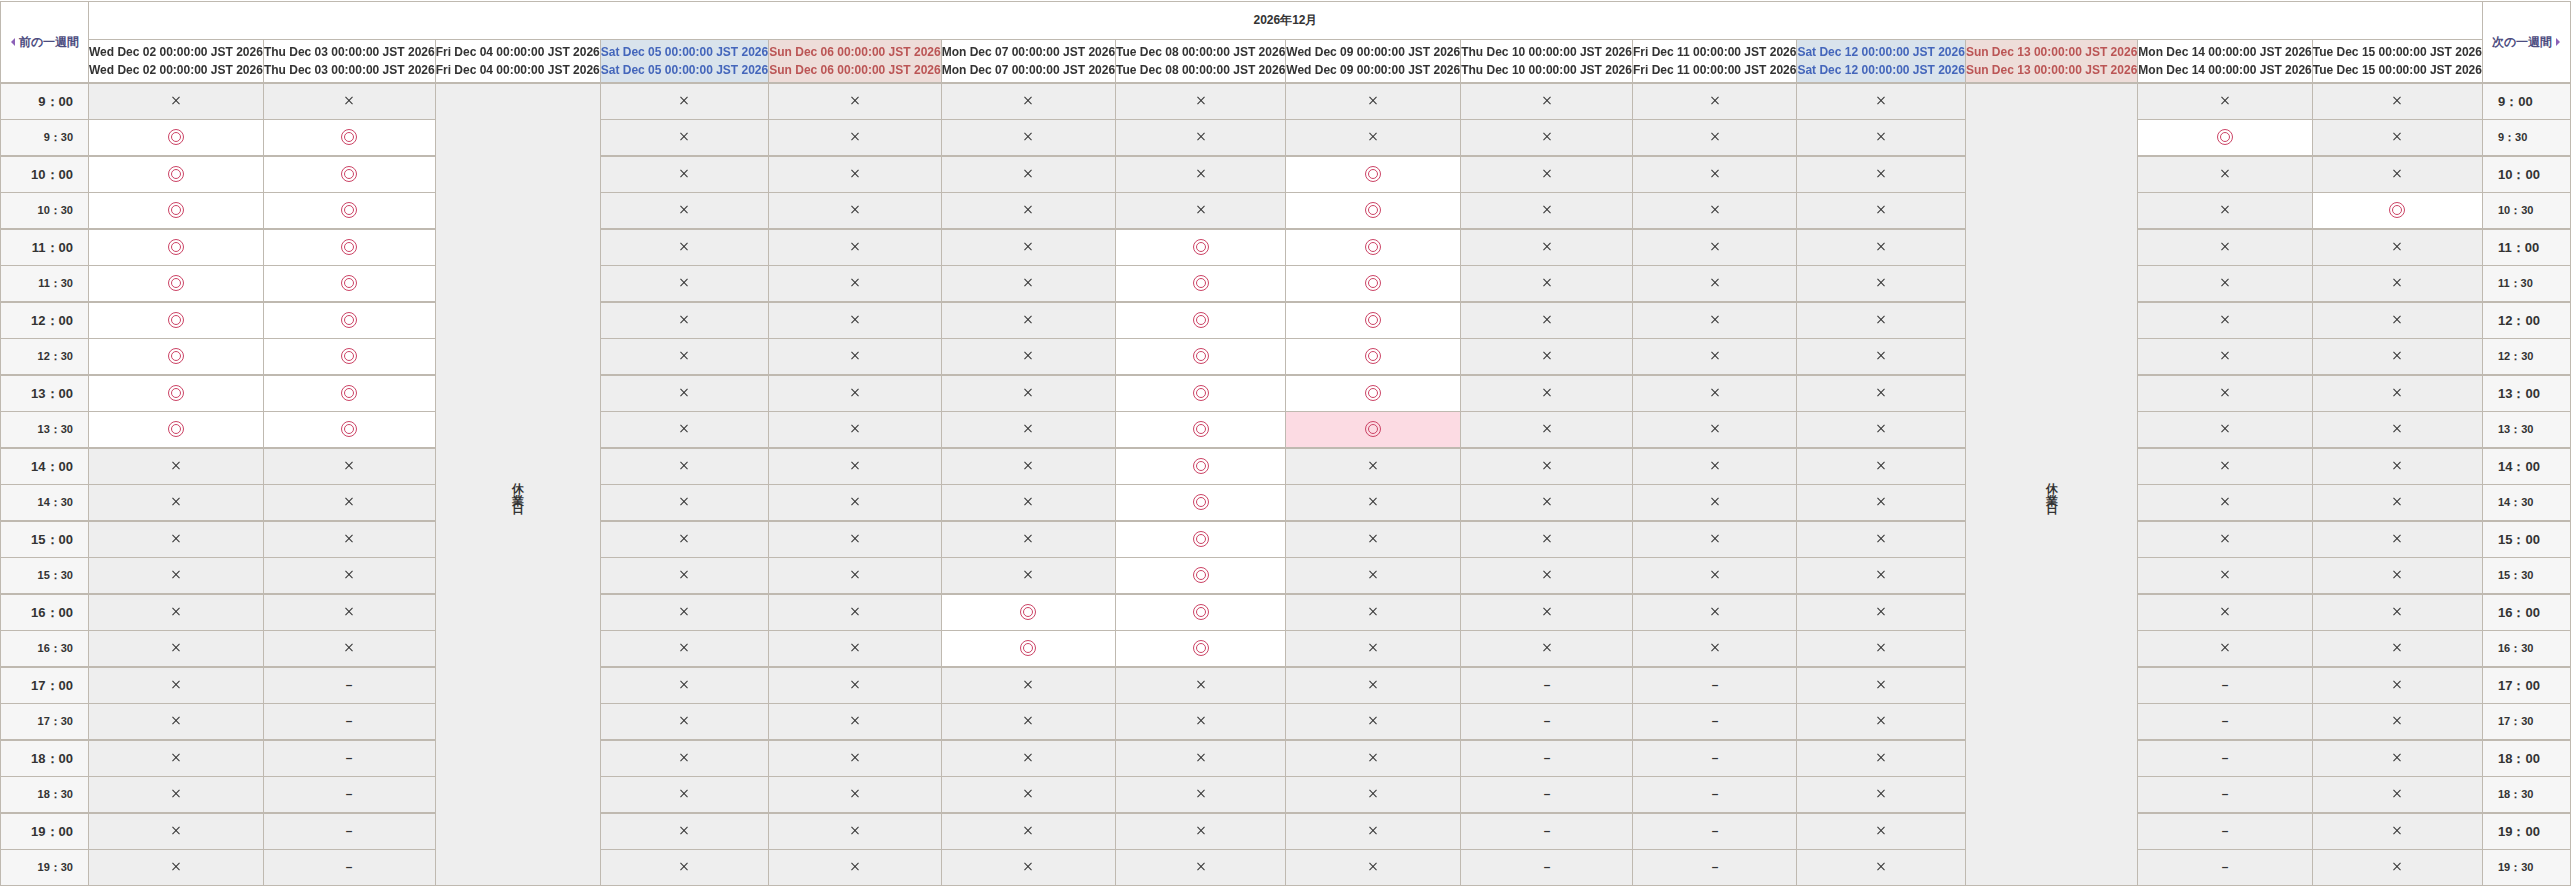 2026年12月
前の一週間 次の一週間
Wed Dec 02 00:00:00 JST 2026 Thu Dec 03 00:00:00 JST 2026 Fri Dec 04 00:00:00 JST 2026 Sat Dec 05 00:00:00 JST 2026 Sun Dec 06 00:00:00 JST 2026 Mon Dec 07 00:00:00 JST 2026 Tue Dec 08 00:00:00 JST 2026 Wed Dec 09 00:00:00 JST 2026 Thu Dec 10 00:00:00 JST 2026 Fri Dec 11 00:00:00 JST 2026 Sat Dec 12 00:00:00 JST 2026 Sun Dec 13 00:00:00 JST 2026 Mon Dec 14 00:00:00 JST 2026 Tue Dec 15 00:00:00 JST 2026
Wed Dec 02 00:00:00 JST 2026 Thu Dec 03 00:00:00 JST 2026 Fri Dec 04 00:00:00 JST 2026 Sat Dec 05 00:00:00 JST 2026 Sun Dec 06 00:00:00 JST 2026 Mon Dec 07 00:00:00 JST 2026 Tue Dec 08 00:00:00 JST 2026 Wed Dec 09 00:00:00 JST 2026 Thu Dec 10 00:00:00 JST 2026 Fri Dec 11 00:00:00 JST 2026 Sat Dec 12 00:00:00 JST 2026 Sun Dec 13 00:00:00 JST 2026 Mon Dec 14 00:00:00 JST 2026 Tue Dec 15 00:00:00 JST 2026
9：00 × × × × × × × × × × × × 9：00
9：30 ◎ ◎ × × × × × × × × ◎ × 9：30
10：00 ◎ ◎ × × × × ◎ × × × × × 10：00
10：30 ◎ ◎ × × × × ◎ × × × × ◎ 10：30
11：00 ◎ ◎ × × × ◎ ◎ × × × × × 11：00
11：30 ◎ ◎ × × × ◎ ◎ × × × × × 11：30
12：00 ◎ ◎ × × × ◎ ◎ × × × × × 12：00
12：30 ◎ ◎ × × × ◎ ◎ × × × × × 12：30
13：00 ◎ ◎ × × × ◎ ◎ × × × × × 13：00
13：30 ◎ ◎ × × × ◎ ◎ × × × × × 13：30
14：00 × × × × × ◎ × × × × × × 14：00
14：30 × × 休業日 × × × ◎ × × × × 休業日 × × 14：30
15：00 × × × × × ◎ × × × × × × 15：00
15：30 × × × × × ◎ × × × × × × 15：30
16：00 × × × × ◎ ◎ × × × × × × 16：00
16：30 × × × × ◎ ◎ × × × × × × 16：30
17：00 × − × × × × × − − × − × 17：00
17：30 × − × × × × × − − × − × 17：30
18：00 × − × × × × × − − × − × 18：00
18：30 × − × × × × × − − × − × 18：30
19：00 × − × × × × × − − × − × 19：00
19：30 × − × × × × × − − × − × 19：30